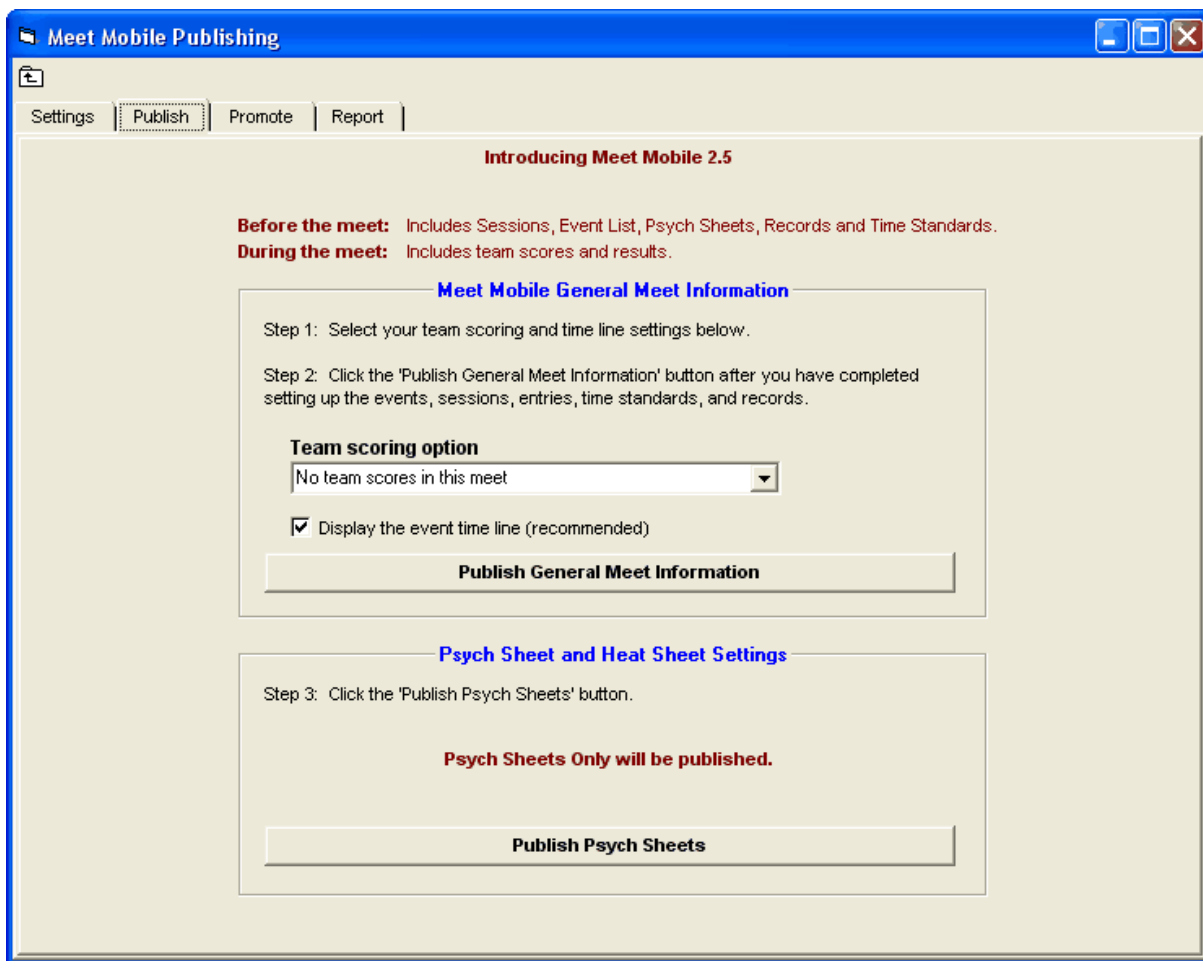 Meet Mobile Publishing
Settings Publish Promote Report
Introducing Meet Mobile 2.5
Before the meet: Includes Sessions, Event List, Psych Sheets, Records and Time Standards.
During the meet: Includes team scores and results.
Meet Mobile General Meet Information
Step 1: Select your team scoring and time line settings below.
Step 2: Click the 'Publish General Meet Information' button after you have completed
setting up the events, sessions, entries, time standards, and records.
Team scoring option
No team scores in this meet
Display the event time line (recommended)
Publish General Meet Information
Psych Sheet and Heat Sheet Settings
Step 3: Click the 'Publish Psych Sheets' button.
Psych Sheets Only will be published.
Publish Psych Sheets